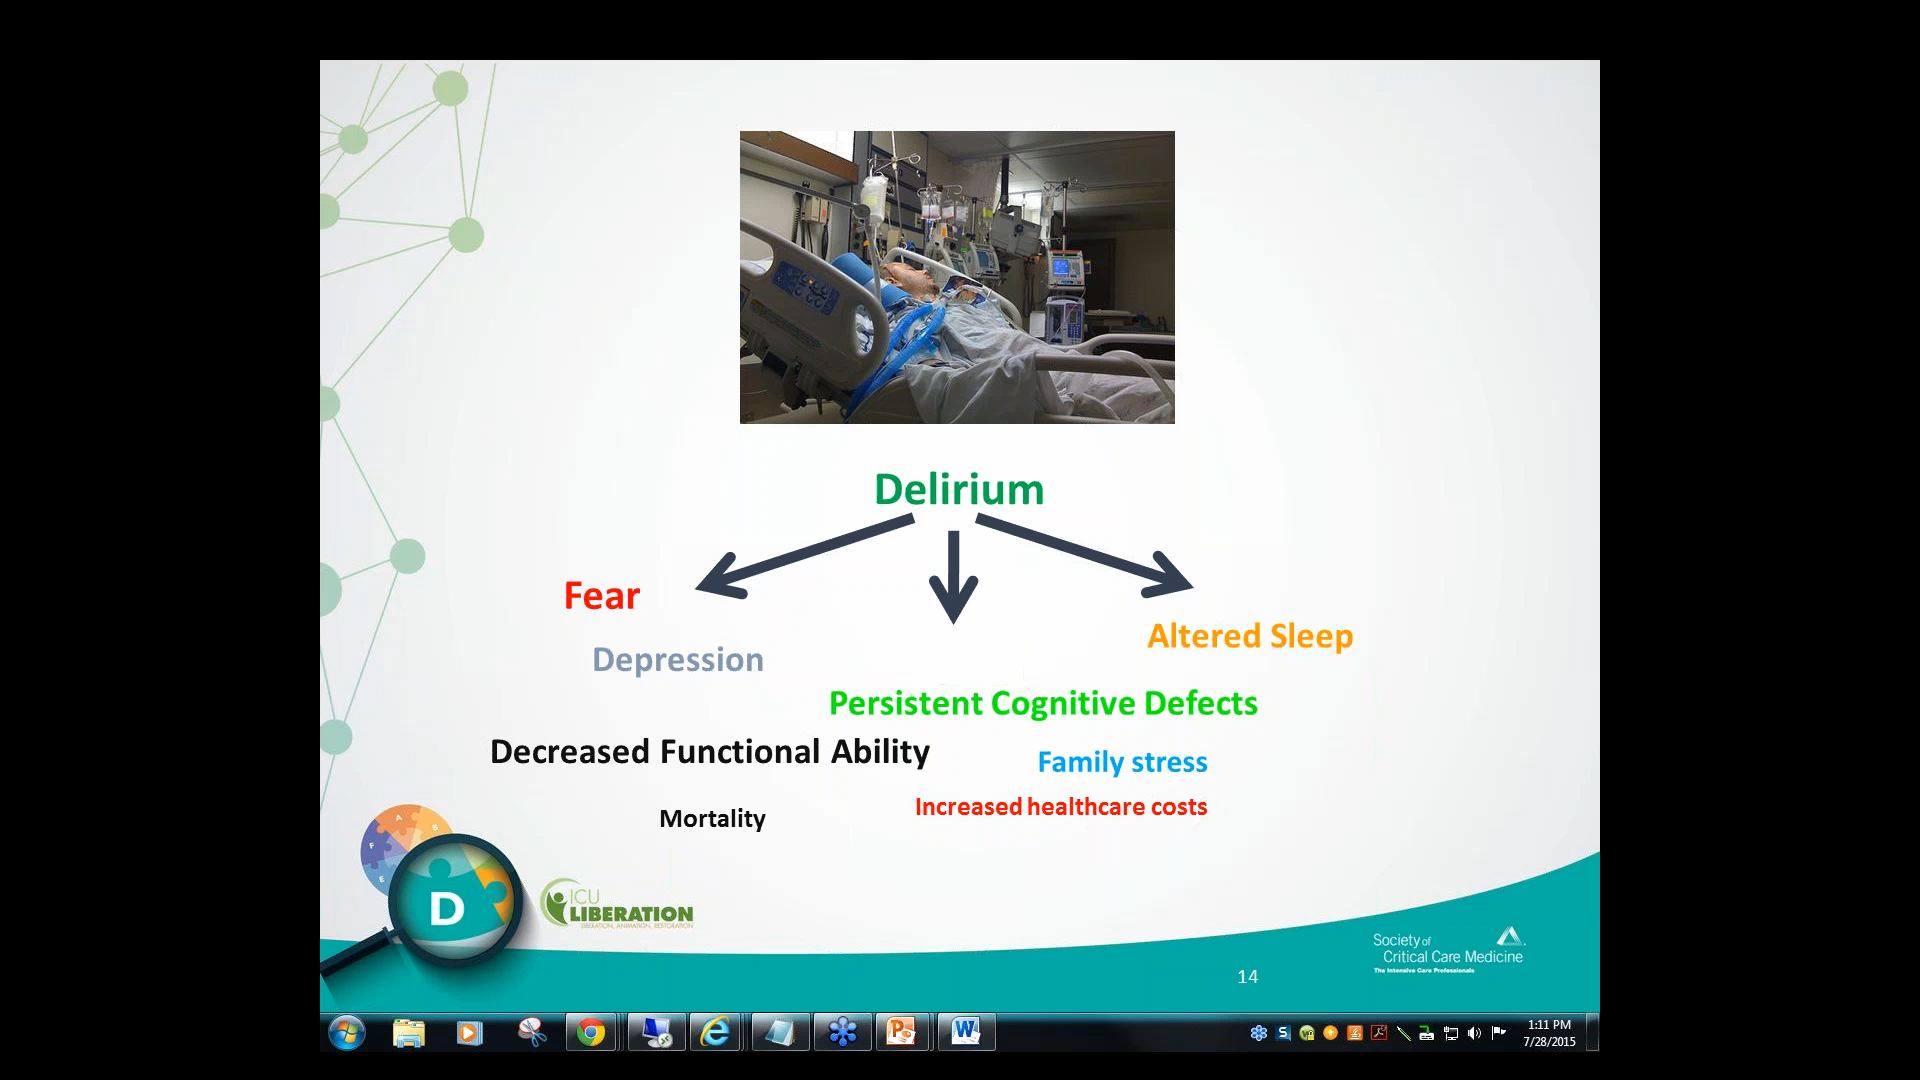 Delirium
Fear
Altered Sleep
Depression
Persistent Cognitive Defects
Decreased Functional Ability
Family stress
Increased healthcare costs
Mortality
A
B
F
E
D
ICU
LIBERATION
LIBERATION, ANIMATION, RESTORATION
Society of
Critical Care Medicine
The Intensive Care Professionals
14
1:11 PM
7/28/2015